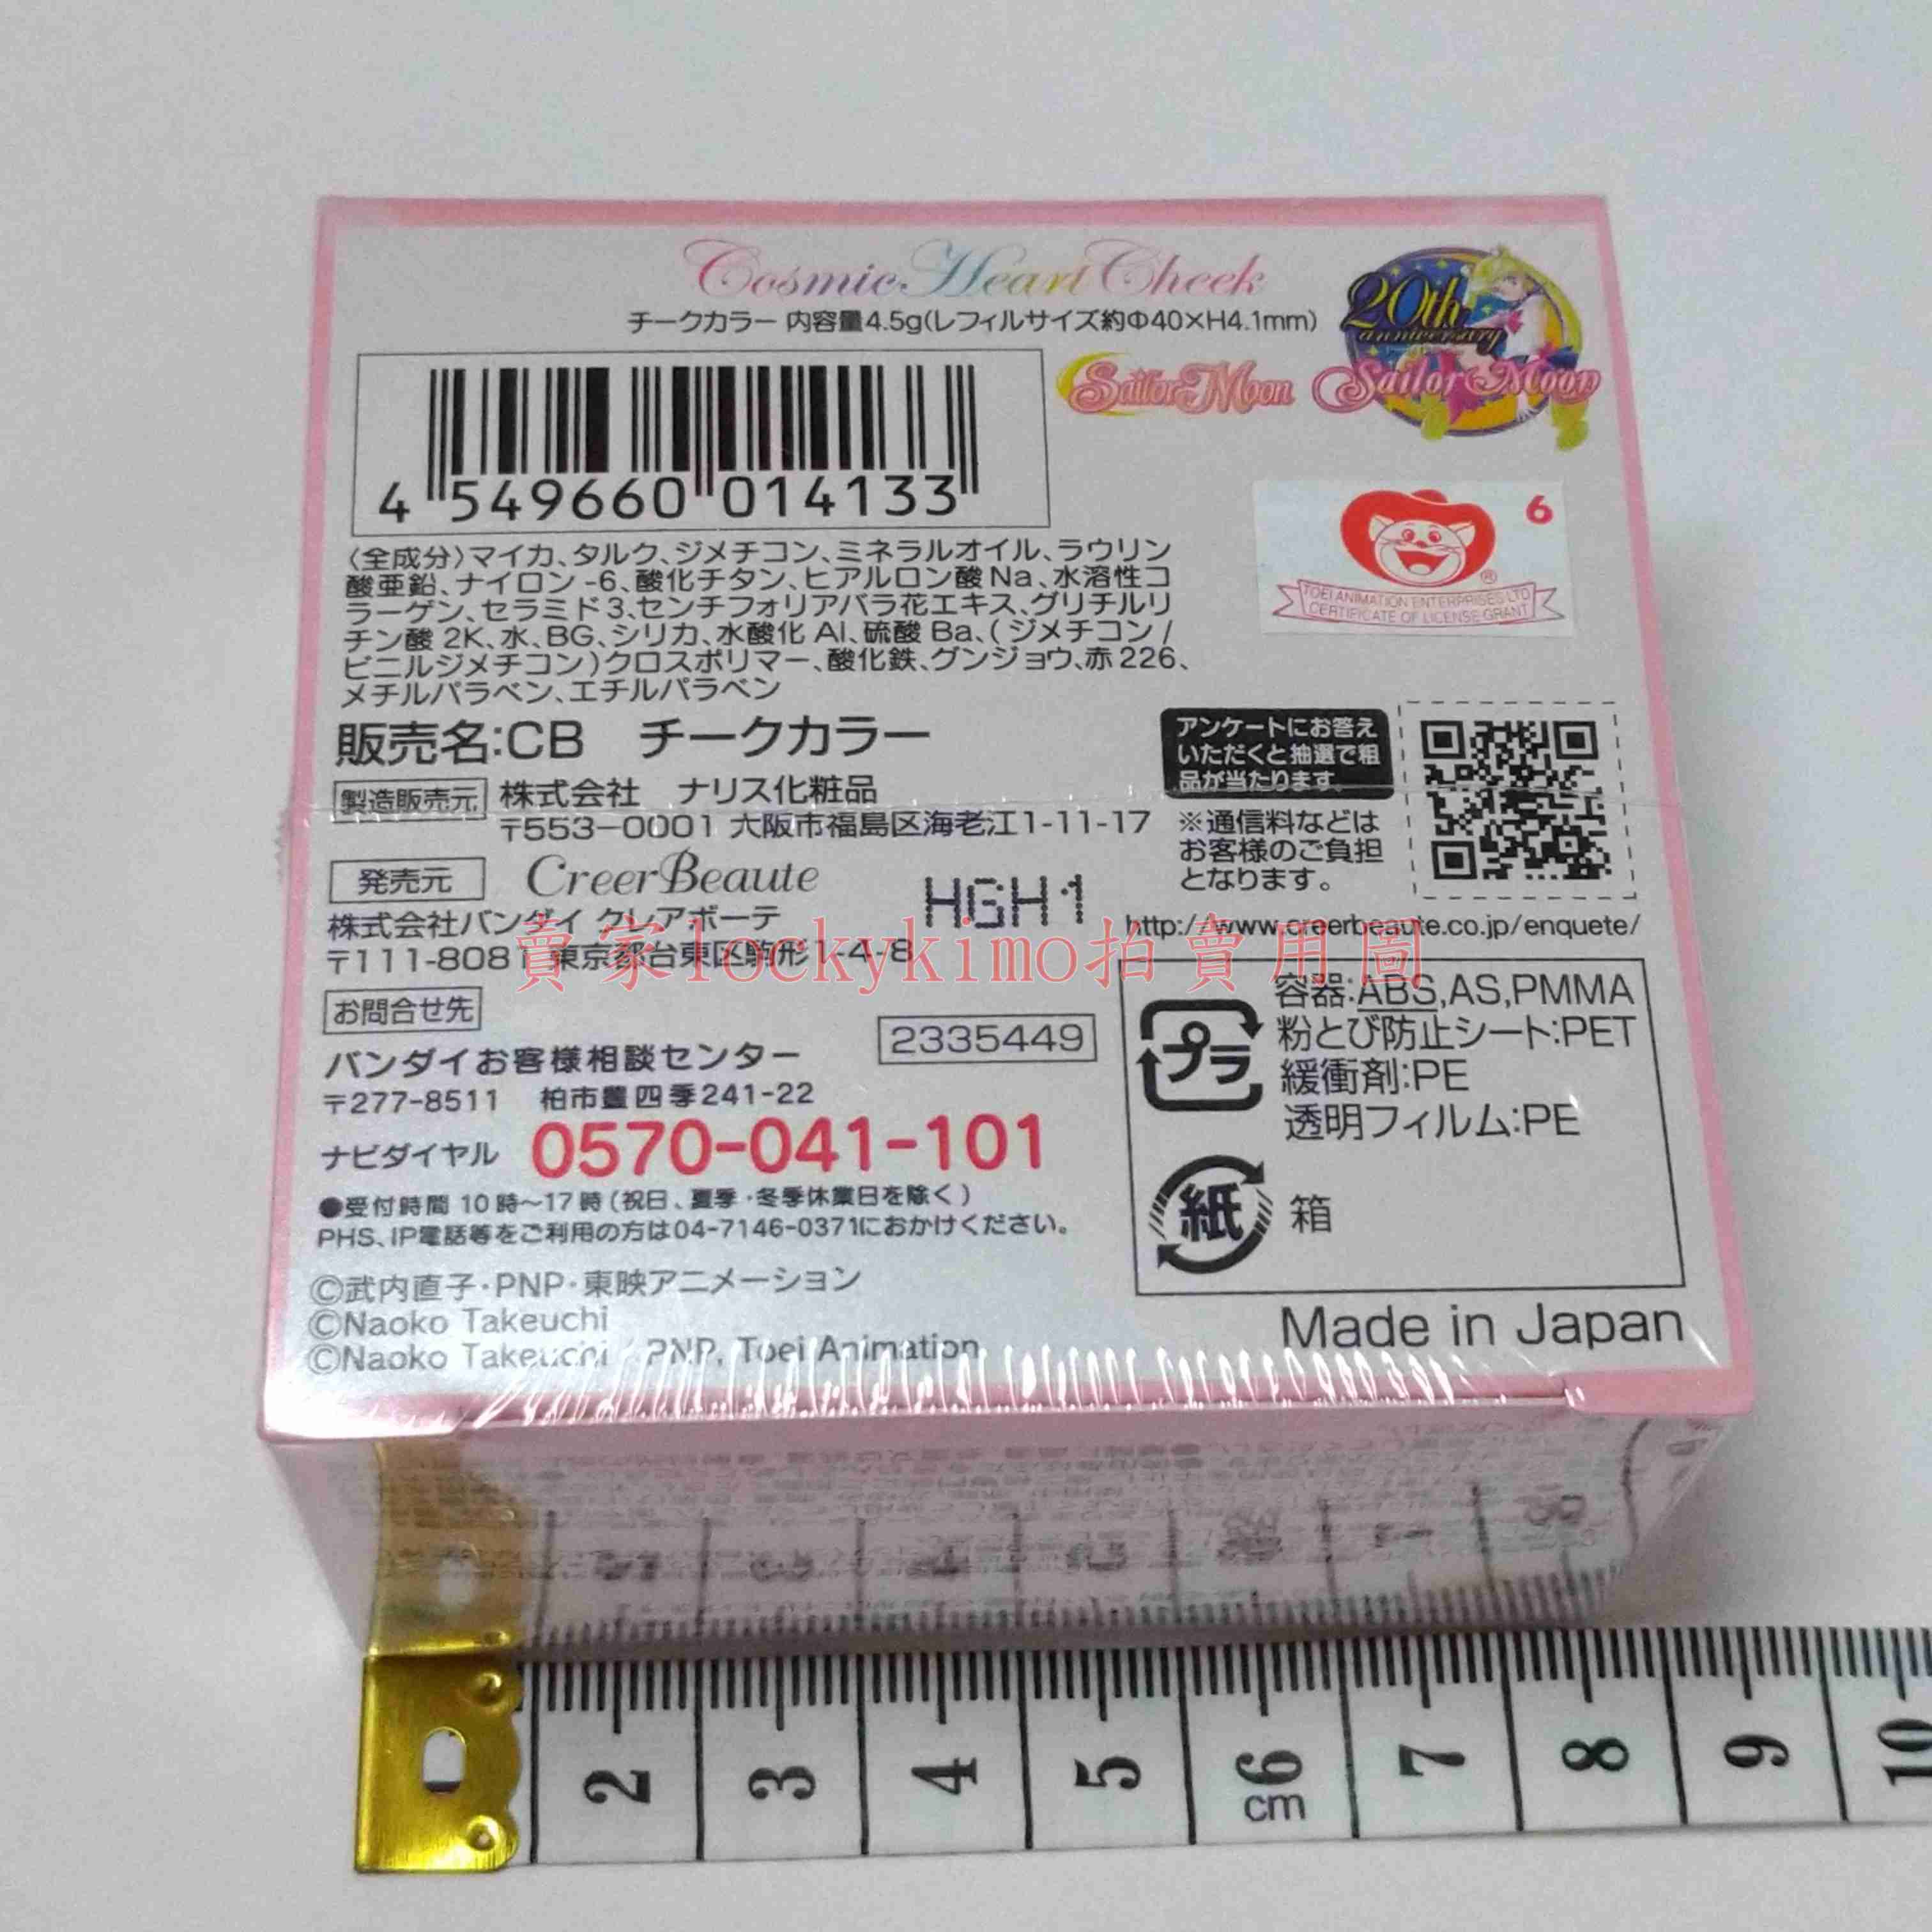 Cosmic Heart Cheek
チークカラー 内容量4.5g(レフィルサイズ約Φ40×H4.1mm)
20th
anniversary
Sailor Moon
Sailor Moon
4 549660 014133
6
TOEI ANIMATION ENTERPRISES LTD
CERTIFICATE OF LICENSE GRANT
〈全成分〉マイカ、タルク、ジメチコン、ミネラルオイル、ラウリン
酸亜鉛、ナイロン-6、酸化チタン、ヒアルロン酸Na、水溶性コ
ラーゲン、セラミド3、センチフォリアバラ花エキス、グリチルリ
チン酸2K、水、BG、シリカ、水酸化Al、硫酸Ba、(ジメチコン/
ビニルジメチコン)クロスポリマー、酸化鉄、グンジョウ、赤226、
メチルパラベン、エチルパラベン
販売名:CB チークカラー
製造販売元 株式会社 ナリス化粧品
〒553-0001 大阪市福島区海老江1-11-17
発売元 CreerBeaute
株式会社バンダイ クレアボーテ
〒111-8081 東京都台東区駒形1-4-8
HGH1
アンケートにお答え
いただくと抽選で粗
品が当たります。
※通信料などは
お客様のご負担
となります。
http://www.creerbeaute.co.jp/enquete/
賣家lockykimo拍賣用圖
お問合せ先
バンダイお客様相談センター
2335449
〒277-8511 柏市豊四季241-22
ナビダイヤル 0570-041-101
●受付時間10時〜17時(祝日、夏季・冬季休業日を除く)
PHS、IP電話等をご利用の方は04-7146-0371におかけください。
©武内直子・PNP・東映アニメーション
©Naoko Takeuchi
©Naoko Takeuchi / PNP, Toei Animation
プラ
容器:ABS,AS,PMMA
粉とび防止シート:PET
緩衝剤:PE
透明フィルム:PE
紙 箱
Made in Japan
2 3 4 5 6 7 8 9 10
cm